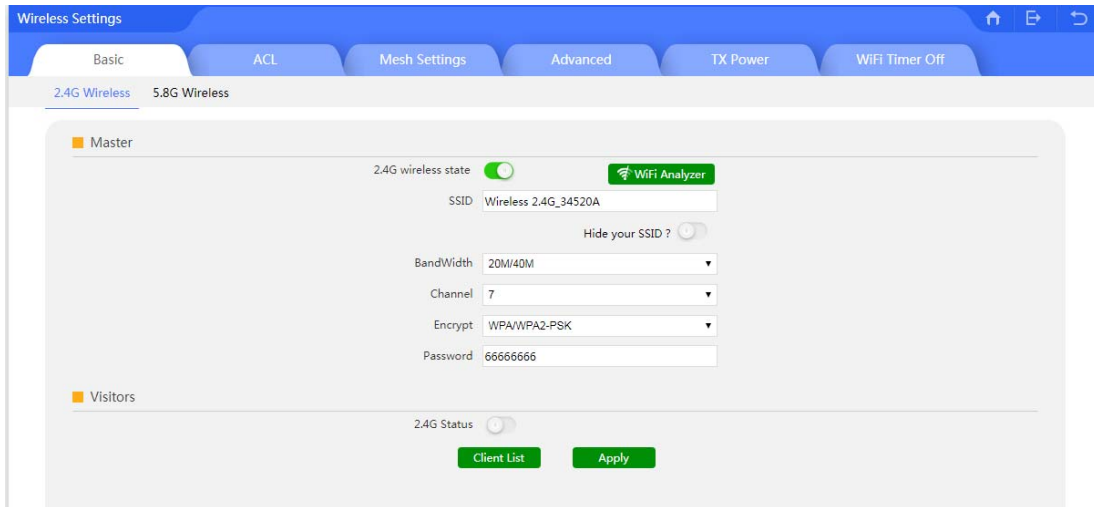 Wireless Settings
Basic ACL Mesh Settings Advanced TX Power WiFi Timer Off
2.4G Wireless 5.8G Wireless
Master
2.4G wireless state WiFi Analyzer
SSID Wireless 2.4G_34520A
Hide your SSID ?
BandWidth 20M/40M
Channel 7
Encrypt WPA/WPA2-PSK
Password 66666666
Visitors
2.4G Status
Client List Apply